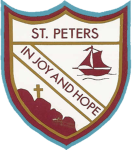 ST. PETERS
IN JOY AND HOPE